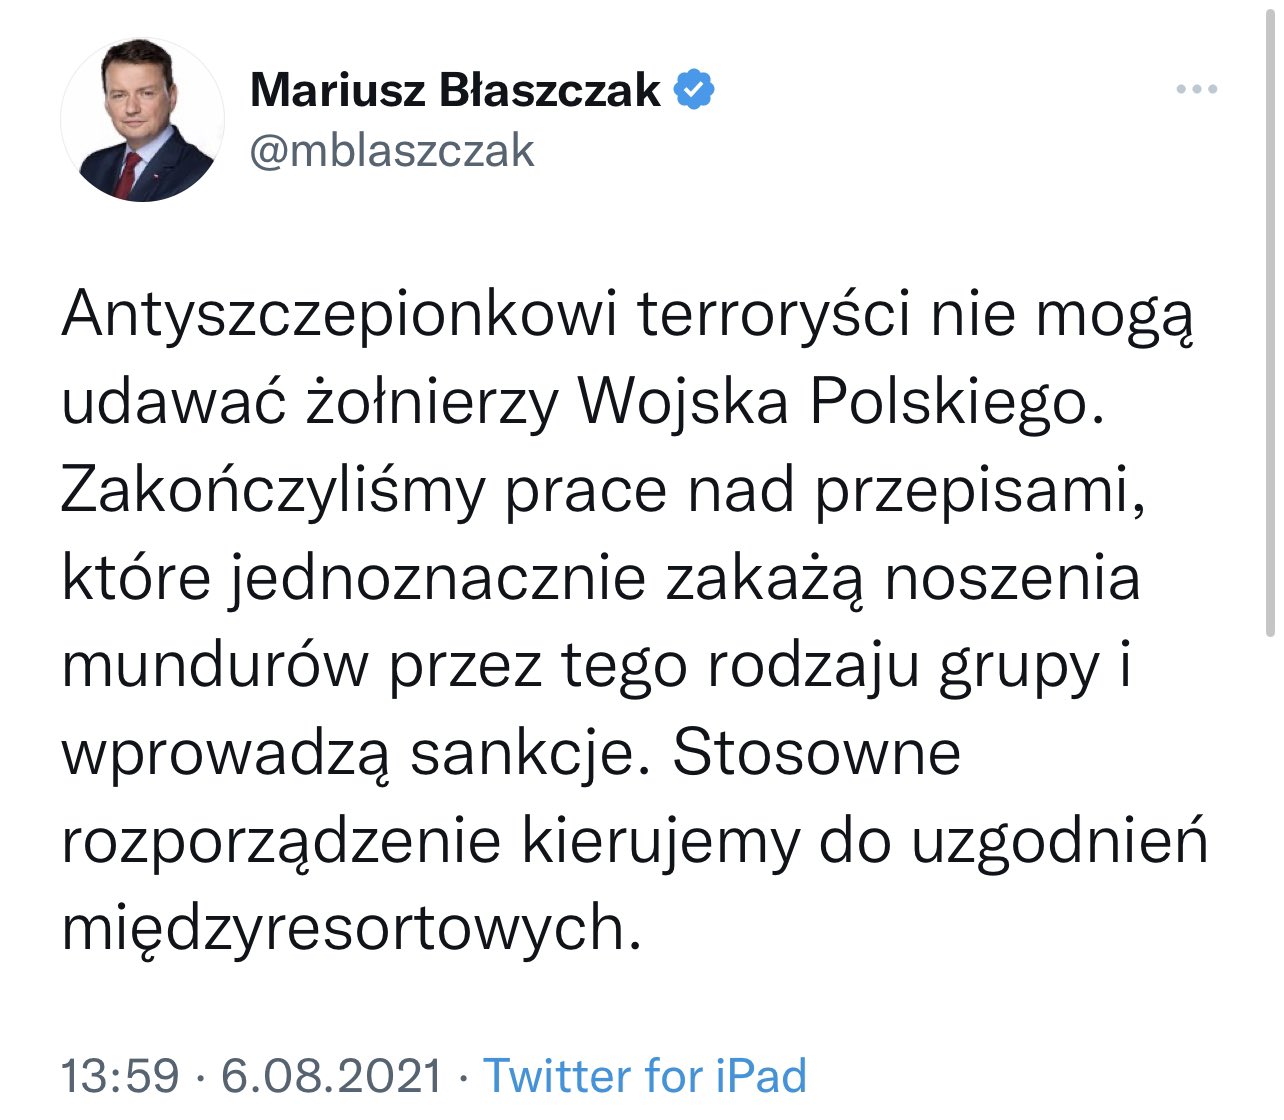 Mariusz Błaszczak
@mblaszczak
Antyszczepionkowi terroryści nie mogą
udawać żołnierzy Wojska Polskiego.
Zakończyliśmy prace nad przepisami,
które jednoznacznie zakażą noszenia
mundurów przez tego rodzaju grupy i
wprowadzą sankcje. Stosowne
rozporządzenie kierujemy do uzgodnień
międzyresortowych.
13:59 · 6.08.2021 · Twitter for iPad